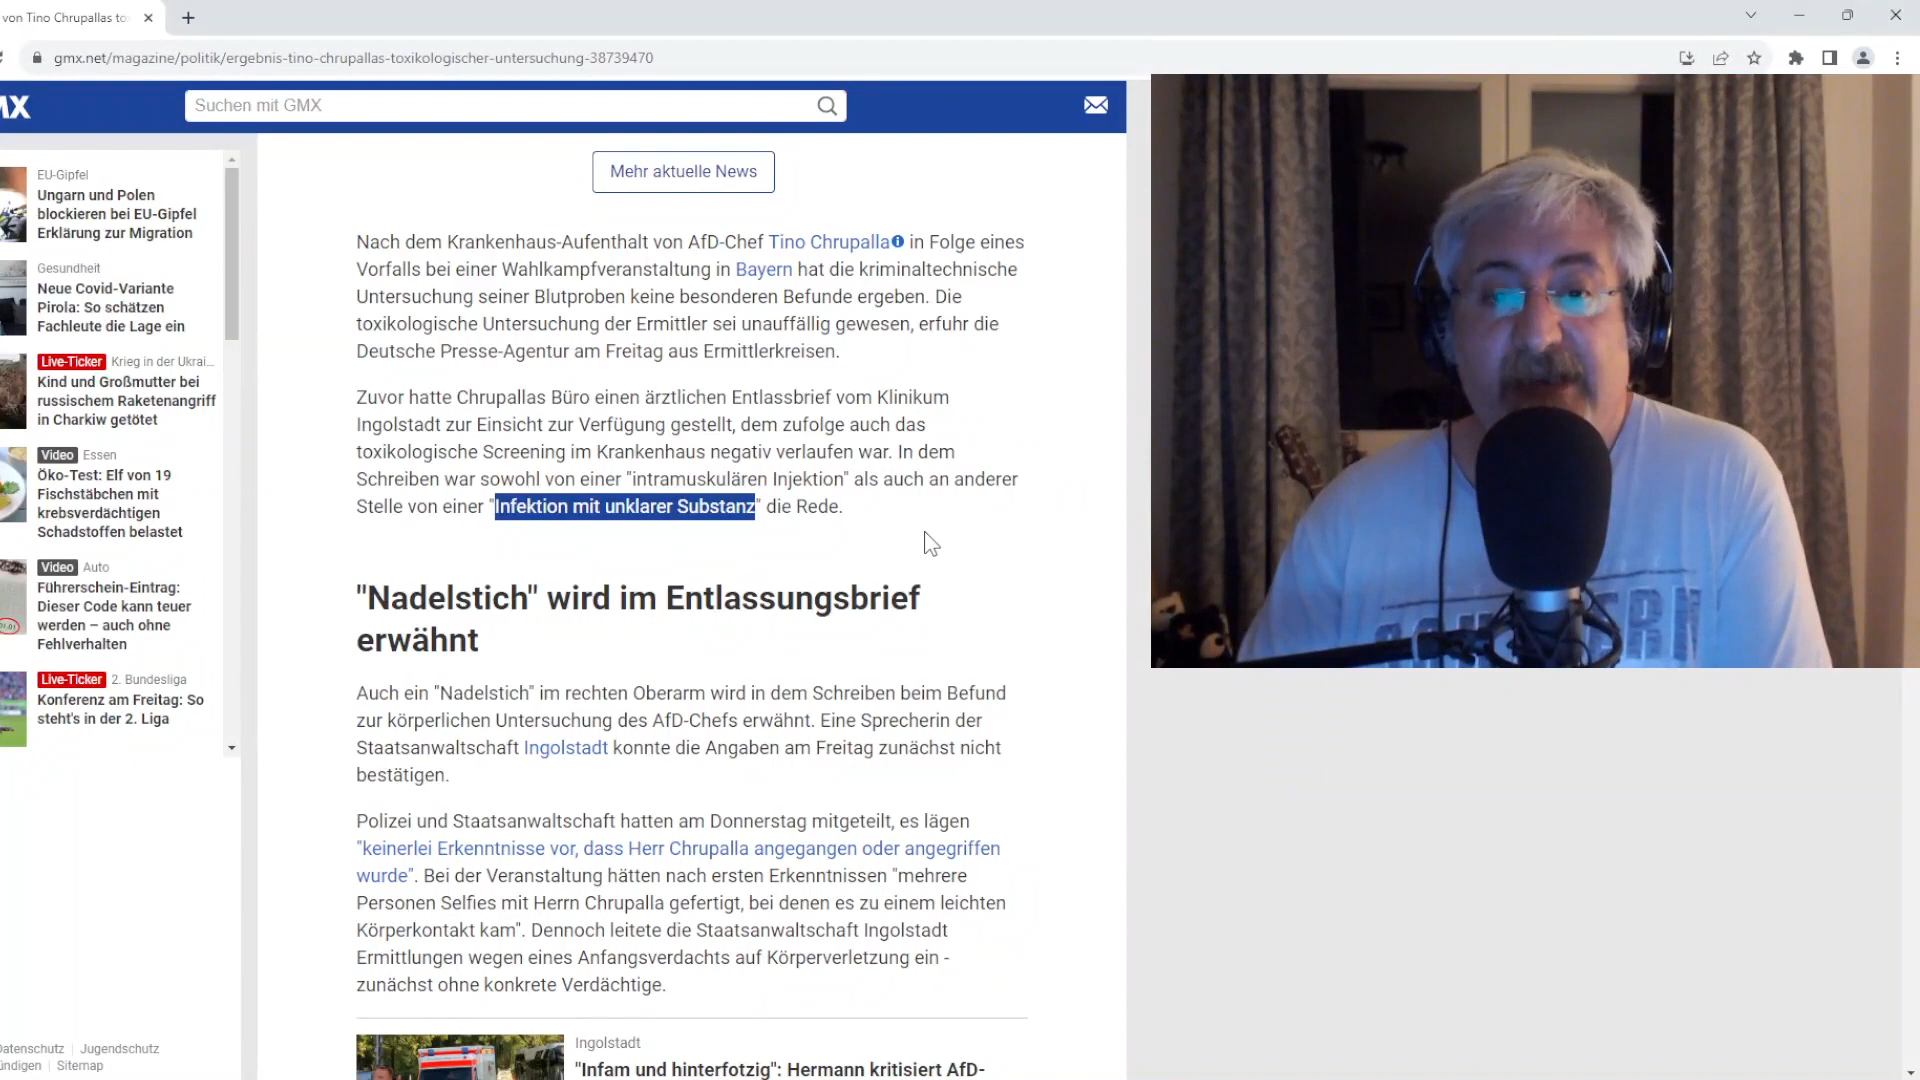 von Tino Chrupallas to
gmx.net/magazine/politik/ergebnis-tino-chrupallas-toxikologischer-untersuchung-38739470
Suchen mit GMX
Mehr aktuelle News
EU-Gipfel
Ungarn und Polen
blockieren bei EU-Gipfel
Erklärung zur Migration
Gesundheit
Neue Covid-Variante
Pirola: So schätzen
Fachleute die Lage ein
Live-Ticker Krieg in der Ukrai...
Kind und Großmutter bei
russischem Raketenangriff
in Charkiw getötet
Video Essen
Öko-Test: Elf von 19
Fischstäbchen mit
krebsverdächtigen
Schadstoffen belastet
Video Auto
Führerschein-Eintrag:
Dieser Code kann teuer
werden – auch ohne
Fehlverhalten
Live-Ticker 2. Bundesliga
Konferenz am Freitag: So
steht's in der 2. Liga
Datenschutz | Jugendschutz
ündigen | Sitemap
Nach dem Krankenhaus-Aufenthalt von AfD-Chef Tino Chrupalla in Folge eines
Vorfalls bei einer Wahlkampfveranstaltung in Bayern hat die kriminaltechnische
Untersuchung seiner Blutproben keine besonderen Befunde ergeben. Die
toxikologische Untersuchung der Ermittler sei unauffällig gewesen, erfuhr die
Deutsche Presse-Agentur am Freitag aus Ermittlerkreisen.
Zuvor hatte Chrupallas Büro einen ärztlichen Entlassbrief vom Klinikum
Ingolstadt zur Einsicht zur Verfügung gestellt, dem zufolge auch das
toxikologische Screening im Krankenhaus negativ verlaufen war. In dem
Schreiben war sowohl von einer "intramuskulären Injektion" als auch an anderer
Stelle von einer "Infektion mit unklarer Substanz" die Rede.
"Nadelstich" wird im Entlassungsbrief
erwähnt
Auch ein "Nadelstich" im rechten Oberarm wird in dem Schreiben beim Befund
zur körperlichen Untersuchung des AfD-Chefs erwähnt. Eine Sprecherin der
Staatsanwaltschaft Ingolstadt konnte die Angaben am Freitag zunächst nicht
bestätigen.
Polizei und Staatsanwaltschaft hatten am Donnerstag mitgeteilt, es lägen
"keinerlei Erkenntnisse vor, dass Herr Chrupalla angegangen oder angegriffen
wurde". Bei der Veranstaltung hätten nach ersten Erkenntnissen "mehrere
Personen Selfies mit Herrn Chrupalla gefertigt, bei denen es zu einem leichten
Körperkontakt kam". Dennoch leitete die Staatsanwaltschaft Ingolstadt
Ermittlungen wegen eines Anfangsverdachts auf Körperverletzung ein -
zunächst ohne konkrete Verdächtige.
Ingolstadt
"Infam und hinterfotzig": Hermann kritisiert AfD-